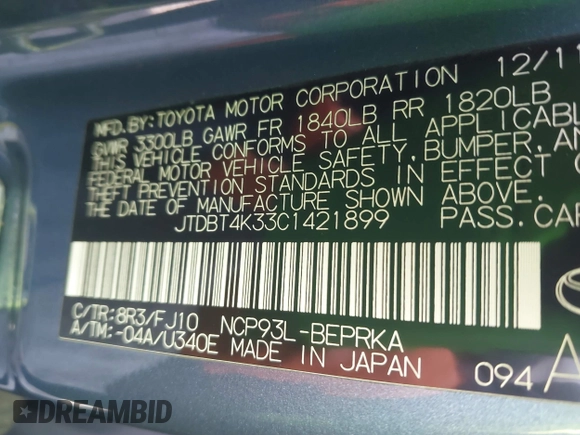 MFD. BY: TOYOTA MOTOR CORPORATION 12/11
GVWR 3300LB GAWR FR 1840LB RR 1820LB
THIS VEHICLE CONFORMS TO ALL APPLICABLE
FEDERAL MOTOR VEHICLE SAFETY, BUMPER, AN
THEFT PREVENTION STANDARDS IN EFFECT ON
THE DATE OF MANUFACTURE SHOWN ABOVE.
JTDBT4K33C1421899 PASS. CAR
C/TR: 8R3/FJ10 NCP93L-BEPRKA
A/TM: -04A/U340E MADE IN JAPAN
094 A
DREAMBID